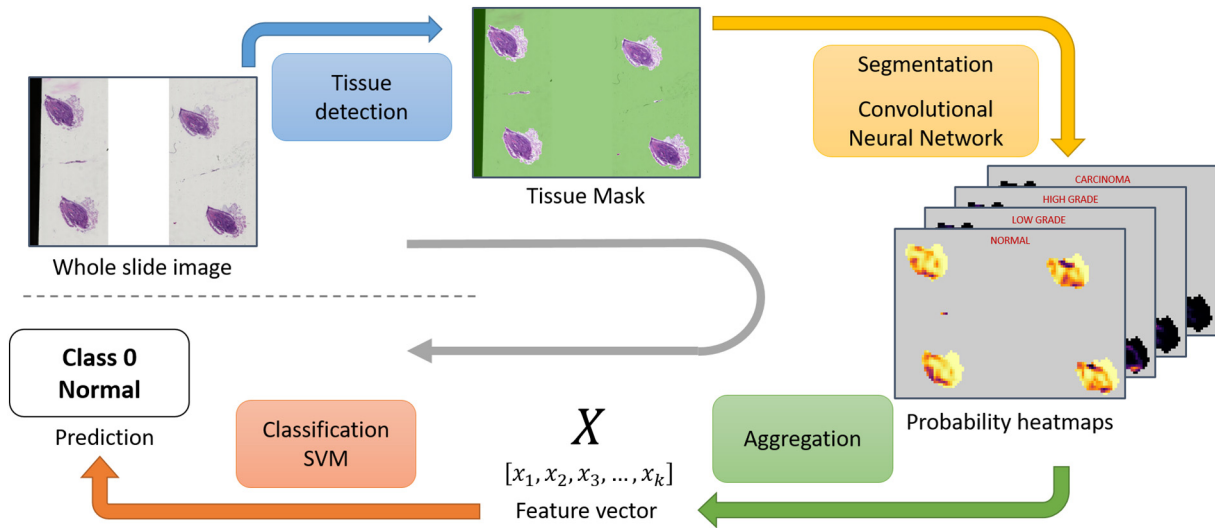 Whole slide image
Tissue
detection
Tissue Mask
Segmentation
Convolutional
Neural Network
CARCINOMA
HIGH GRADE
LOW GRADE
NORMAL
Probability heatmaps
Aggregation
X
[x₁, x₂, x₃, …, xₖ]
Feature vector
Classification
SVM
Class 0
Normal
Prediction